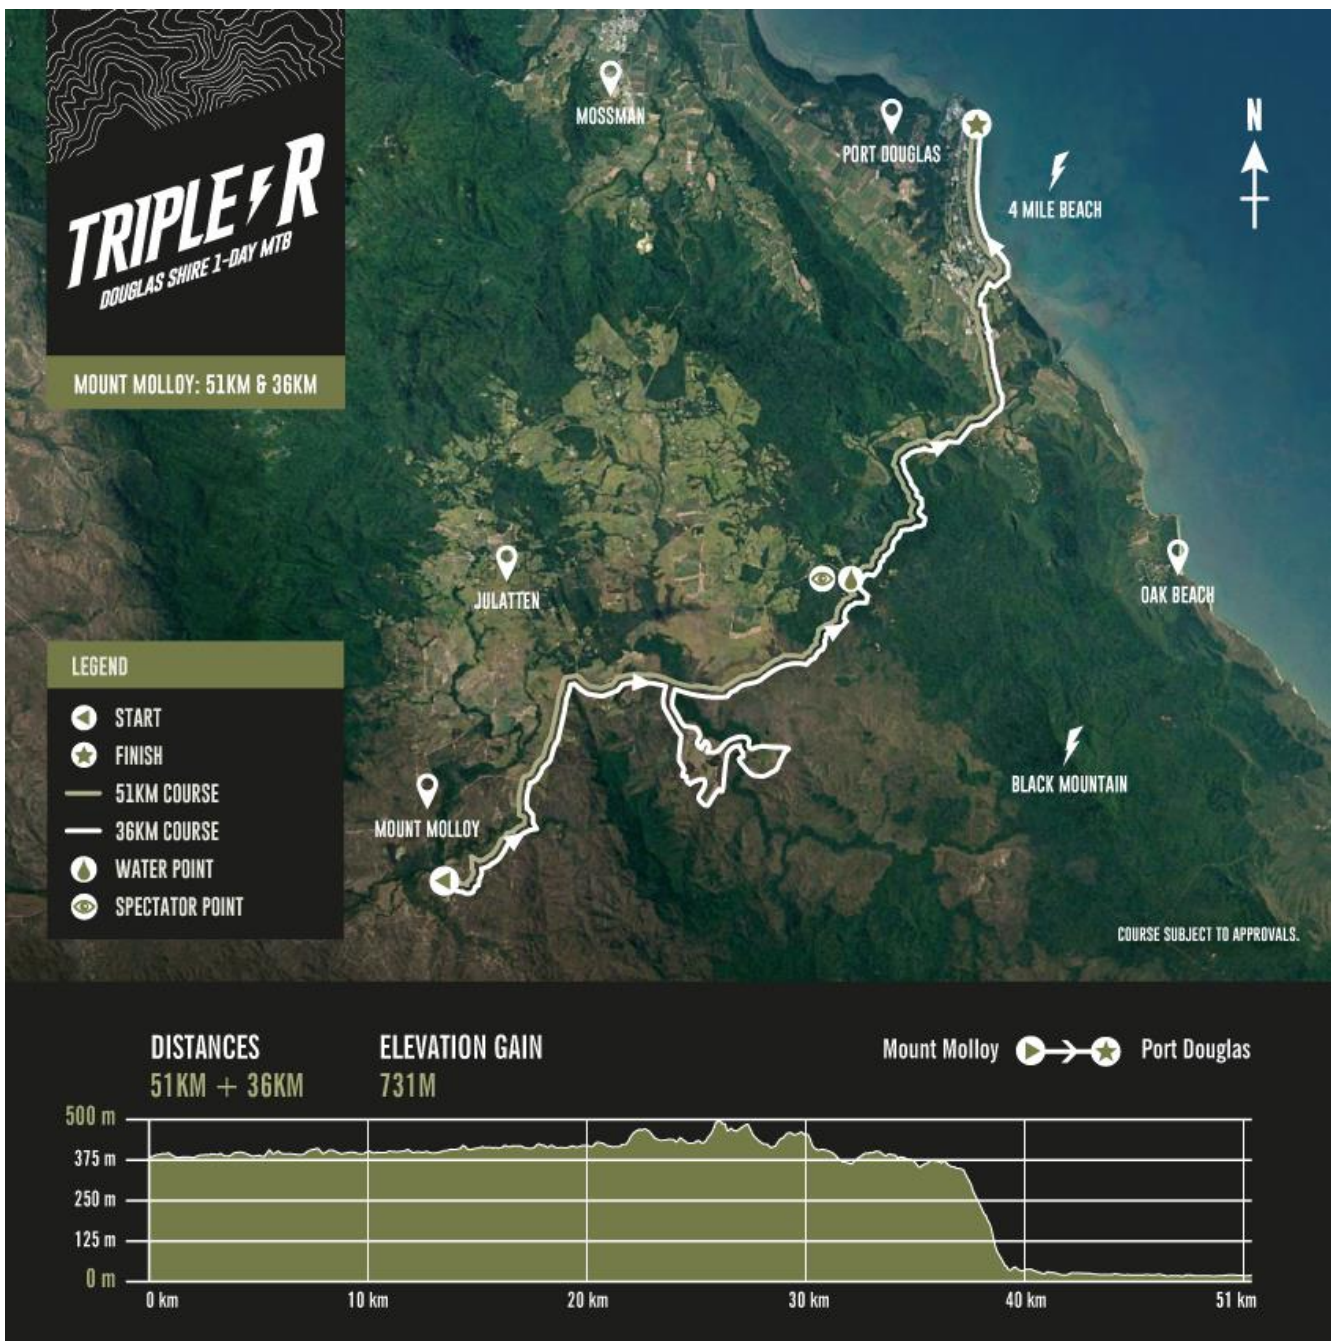 TRIPLE R
DOUGLAS SHIRE 1-DAY MTB
MOUNT MOLLOY: 51KM & 36KM
MOSSMAN
PORT DOUGLAS
4 MILE BEACH
N
JULATTEN
OAK BEACH
BLACK MOUNTAIN
MOUNT MOLLOY
LEGEND
START
FINISH
51KM COURSE
36KM COURSE
WATER POINT
SPECTATOR POINT
COURSE SUBJECT TO APPROVALS.
DISTANCES
51KM + 36KM
ELEVATION GAIN
731M
Mount Molloy Port Douglas
500 m
375 m
250 m
125 m
0 m
0 km 10 km 20 km 30 km 40 km 51 km